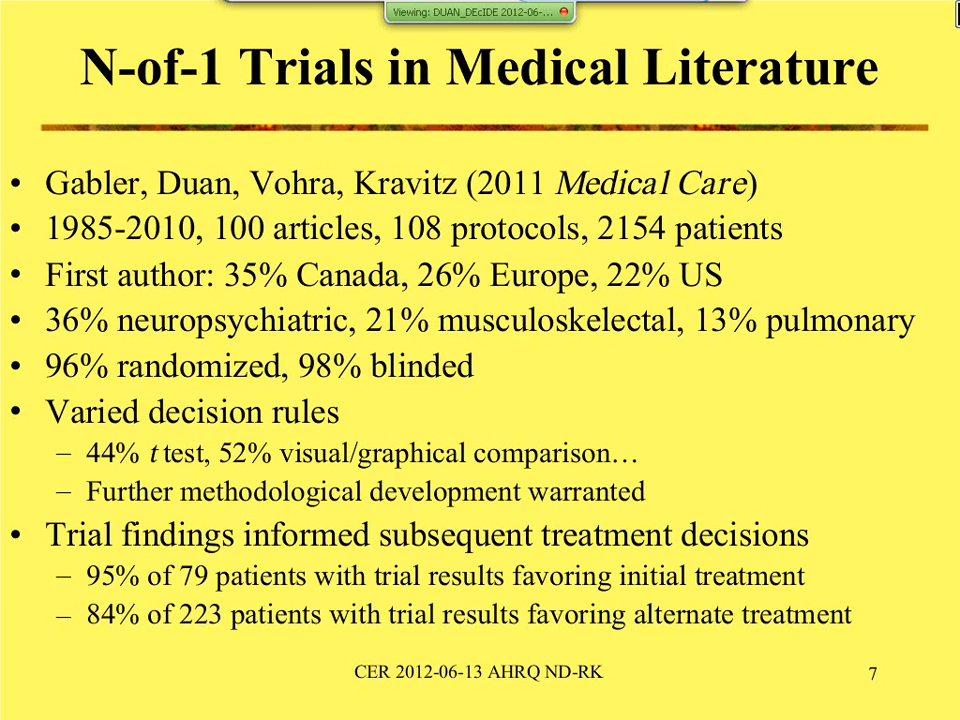 Viewing: DUAN_DEcIDE 2012-06-...
N-of-1 Trials in Medical Literature
• Gabler, Duan, Vohra, Kravitz (2011 Medical Care)
• 1985-2010, 100 articles, 108 protocols, 2154 patients
• First author: 35% Canada, 26% Europe, 22% US
• 36% neuropsychiatric, 21% musculoskelectal, 13% pulmonary
• 96% randomized, 98% blinded
• Varied decision rules
– 44% t test, 52% visual/graphical comparison…
– Further methodological development warranted
• Trial findings informed subsequent treatment decisions
– 95% of 79 patients with trial results favoring initial treatment
– 84% of 223 patients with trial results favoring alternate treatment
CER 2012-06-13 AHRQ ND-RK
7